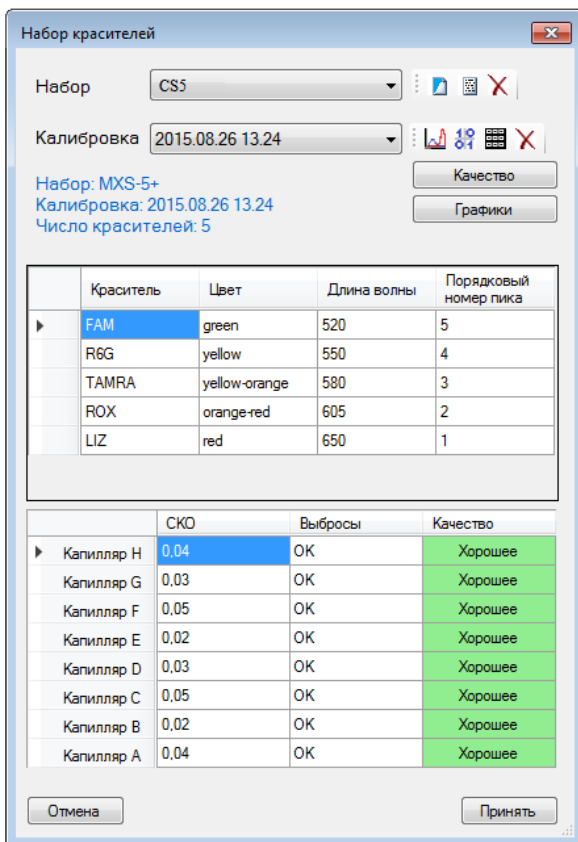 Набор красителей
Набор CS5
Калибровка 2015.08.26 13.24
Набор: MXS-5+
Калибровка: 2015.08.26 13.24
Число красителей: 5
Качество
Графики
Краситель Цвет Длина волны Порядковый номер пика
FAM green 520 5
R6G yellow 550 4
TAMRA yellow-orange 580 3
ROX orange-red 605 2
LIZ red 650 1
СКО Выбросы Качество
Капилляр H 0,04 OK Хорошее
Капилляр G 0,03 OK Хорошее
Капилляр F 0,05 OK Хорошее
Капилляр E 0,02 OK Хорошее
Капилляр D 0,03 OK Хорошее
Капилляр C 0,05 OK Хорошее
Капилляр B 0,02 OK Хорошее
Капилляр A 0,04 OK Хорошее
Отмена Принять